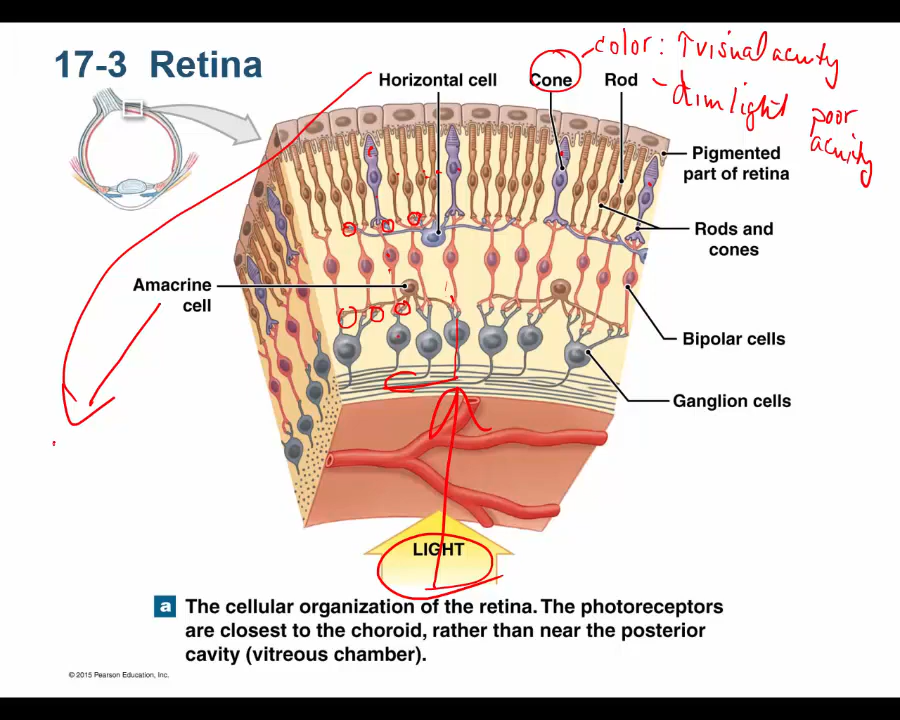 17-3 Retina
Horizontal cell
Cone
Rod
color: ↑visual acuity
dimlight
poor
acuity
Pigmented
part of retina
Rods and
cones
Amacrine
cell
Bipolar cells
Ganglion cells
LIGHT
a The cellular organization of the retina. The photoreceptors
are closest to the choroid, rather than near the posterior
cavity (vitreous chamber).
© 2015 Pearson Education, Inc.